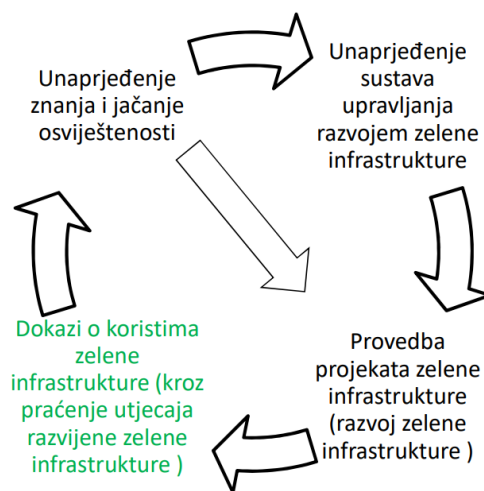 Unaprjeđenje
znanja i jačanje
osviještenosti
Unaprjeđenje
sustava
upravljanja
razvojem zelene
infrastrukture
Provedba
projekata zelene
infrastrukture
(razvoj zelene
infrastrukture )
Dokazi o koristima
zelene
infrastrukture (kroz
praćenje utjecaja
razvijene zelene
infrastrukture )